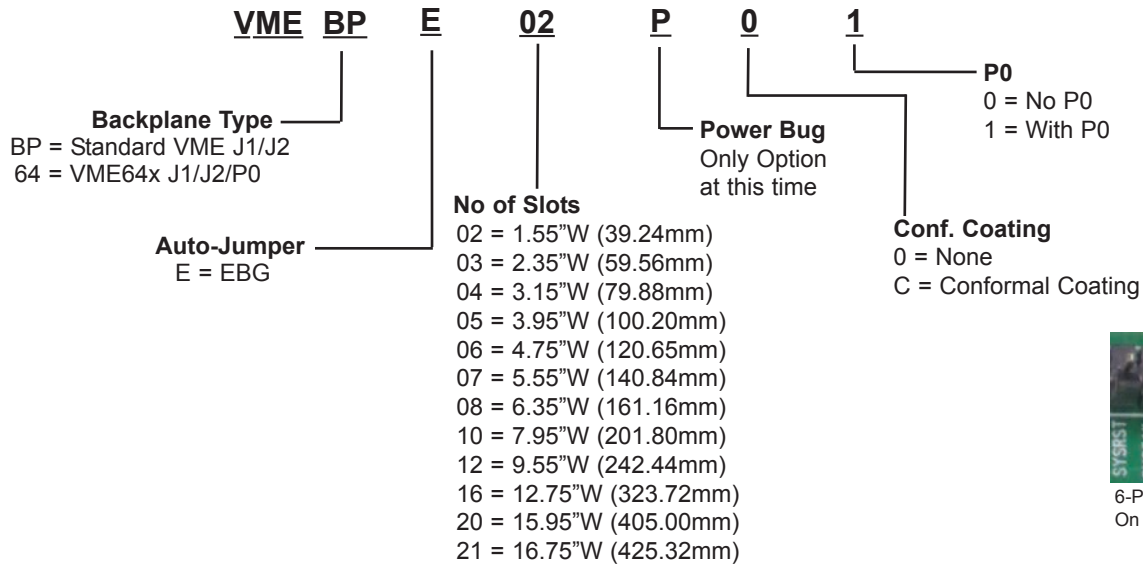 VME BP E 02 P 0 1
P0
0 = No P0
1 = With P0
Backplane Type
BP = Standard VME J1/J2
64 = VME64x J1/J2/P0
Power Bug
Only Option
at this time
Auto-Jumper
E = EBG
No of Slots
02 = 1.55”W (39.24mm)
03 = 2.35”W (59.56mm)
04 = 3.15”W (79.88mm)
05 = 3.95”W (100.20mm)
06 = 4.75”W (120.65mm)
07 = 5.55”W (140.84mm)
08 = 6.35”W (161.16mm)
10 = 7.95”W (201.80mm)
12 = 9.55”W (242.44mm)
16 = 12.75”W (323.72mm)
20 = 15.95”W (405.00mm)
21 = 16.75”W (425.32mm)
Conf. Coating
0 = None
C = Conformal Coating
SYSRST
6-P
On